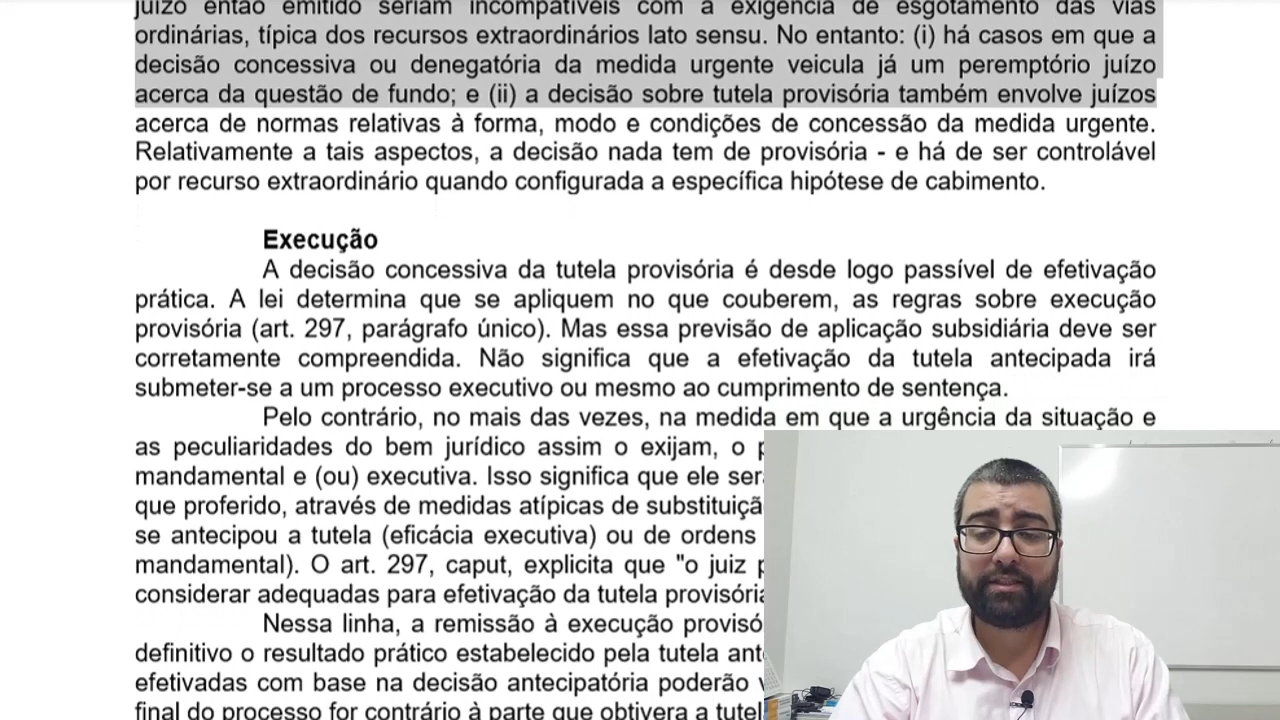 juízo então emitido seriam incompatíveis com a exigência de esgotamento das vias
ordinárias, típica dos recursos extraordinários lato sensu. No entanto: (i) há casos em que a
decisão concessiva ou denegatória da medida urgente veicula já um peremptório juízo
acerca da questão de fundo; e (ii) a decisão sobre tutela provisória também envolve juízos
acerca de normas relativas à forma, modo e condições de concessão da medida urgente.
Relativamente a tais aspectos, a decisão nada tem de provisória - e há de ser controlável
por recurso extraordinário quando configurada a específica hipótese de cabimento.
Execução
A decisão concessiva da tutela provisória é desde logo passível de efetivação
prática. A lei determina que se apliquem no que couberem, as regras sobre execução
provisória (art. 297, parágrafo único). Mas essa previsão de aplicação subsidiária deve ser
corretamente compreendida. Não significa que a efetivação da tutela antecipada irá
submeter-se a um processo executivo ou mesmo ao cumprimento de sentença.
Pelo contrário, no mais das vezes, na medida em que a urgência da situação e
as peculiaridades do bem jurídico assim o exijam, o
mandamental e (ou) executiva. Isso significa que ele
que proferido, através de medidas atípicas de
se antecipou a tutela (eficácia executiva) ou de ordens
mandamental). O art. 297, caput, explicita que "o juiz
considerar adequadas para efetivação da tutela provisória
Nessa linha, a remissão à execução
definitivo o resultado prático estabelecido pela tutela
efetivadas com base na decisão antecipatória poderão
final do processo for contrário à parte que obtivera a